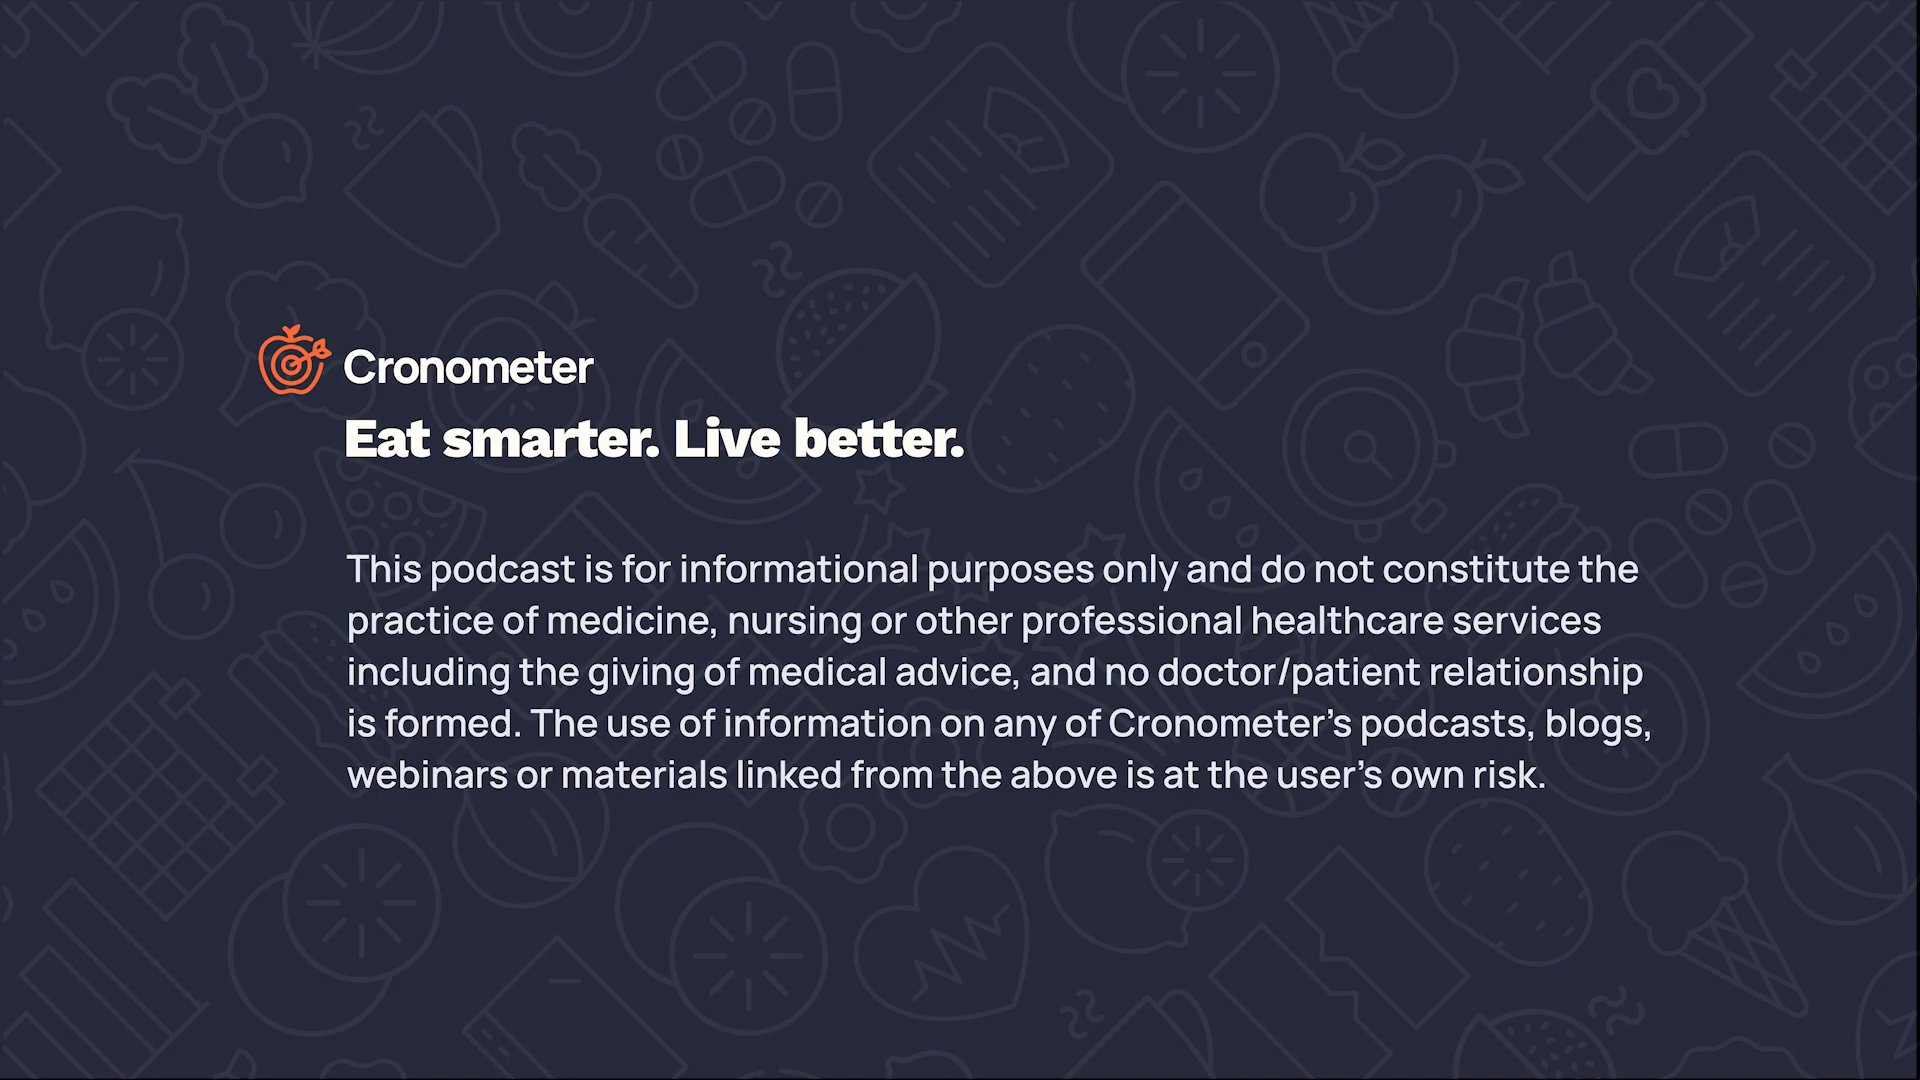 Cronometer
Eat smarter. Live better.
This podcast is for informational purposes only and do not constitute the
practice of medicine, nursing or other professional healthcare services
including the giving of medical advice, and no doctor/patient relationship
is formed. The use of information on any of Cronometer’s podcasts, blogs,
webinars or materials linked from the above is at the user’s own risk.